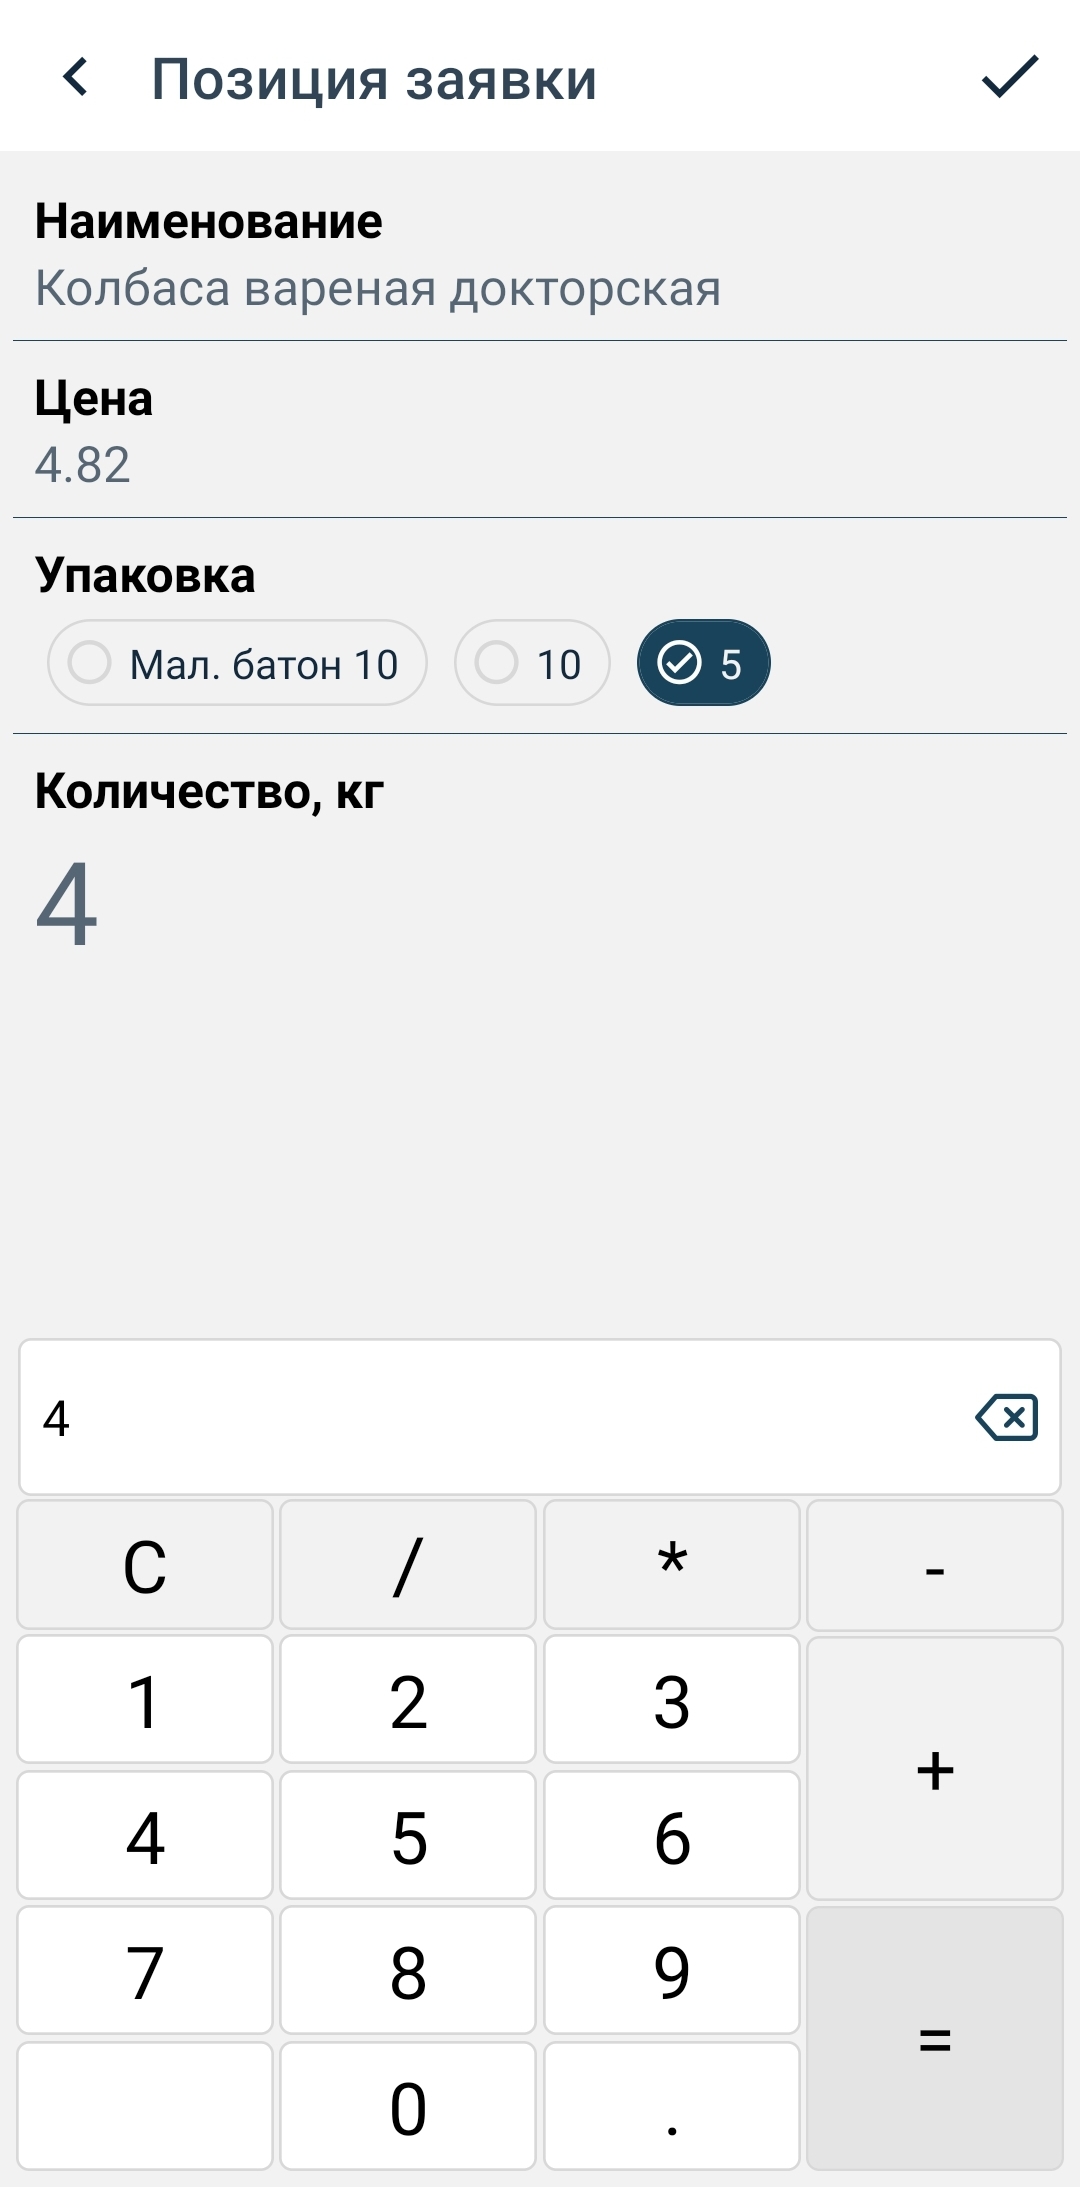 Позиция заявки
Наименование
Колбаса вареная докторская
Цена
4.82
Упаковка
Мал. батон 10 10 5
Количество, кг
4
4
C / * -
1 2 3
+
4 5 6
7 8 9
=
0 .